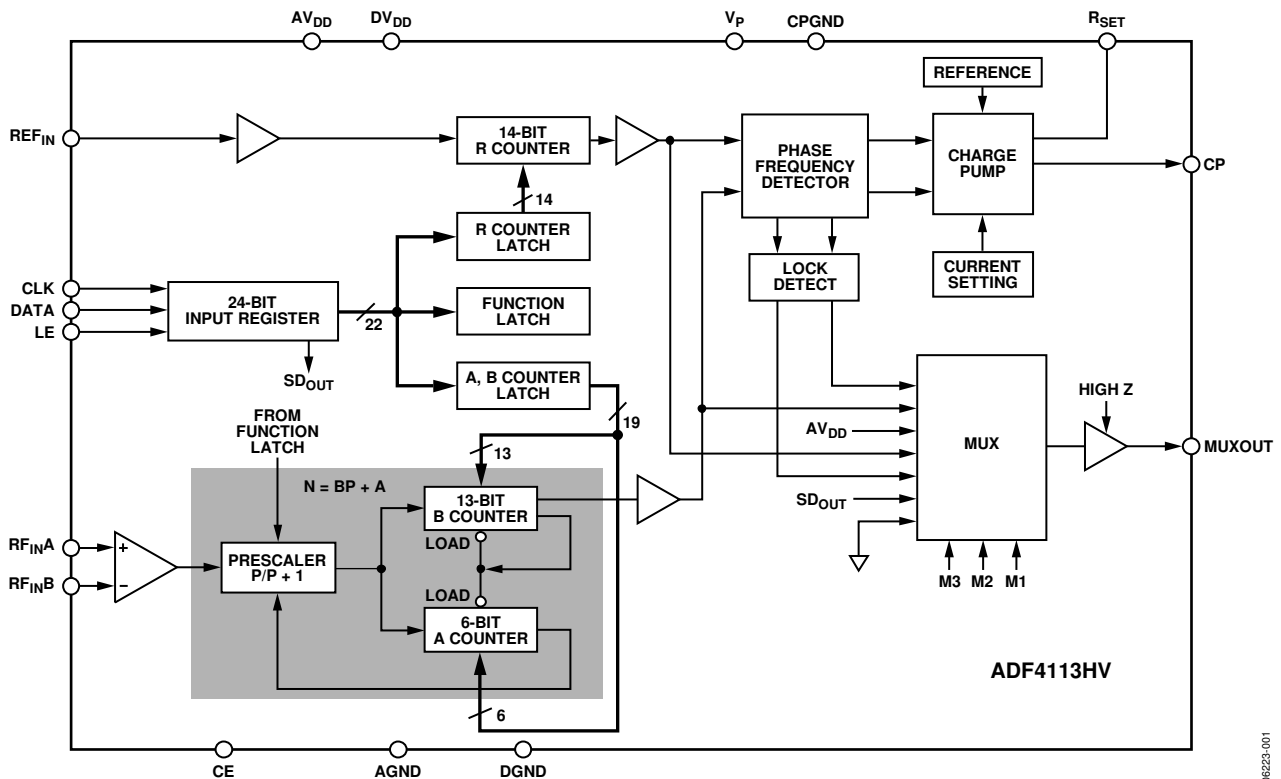 AVDD
DVDD
VP
CPGND
RSET
REFERENCE
REFIN
14-BIT
R COUNTER
PHASE
FREQUENCY
DETECTOR
CHARGE
PUMP
CP
14
R COUNTER
LATCH
LOCK
DETECT
CURRENT
SETTING
CLK
DATA
LE
24-BIT
INPUT REGISTER
22
FUNCTION
LATCH
SDOUT
A, B COUNTER
LATCH
19
HIGH Z
FROM
FUNCTION
LATCH
AVDD
MUX
MUXOUT
13
N = BP + A
13-BIT
B COUNTER
SDOUT
LOAD
RFINA
+
RFINB
–
PRESCALER
P/P + 1
LOAD
M3
M2
M1
6-BIT
A COUNTER
6
ADF4113HV
CE
AGND
DGND
06223-001